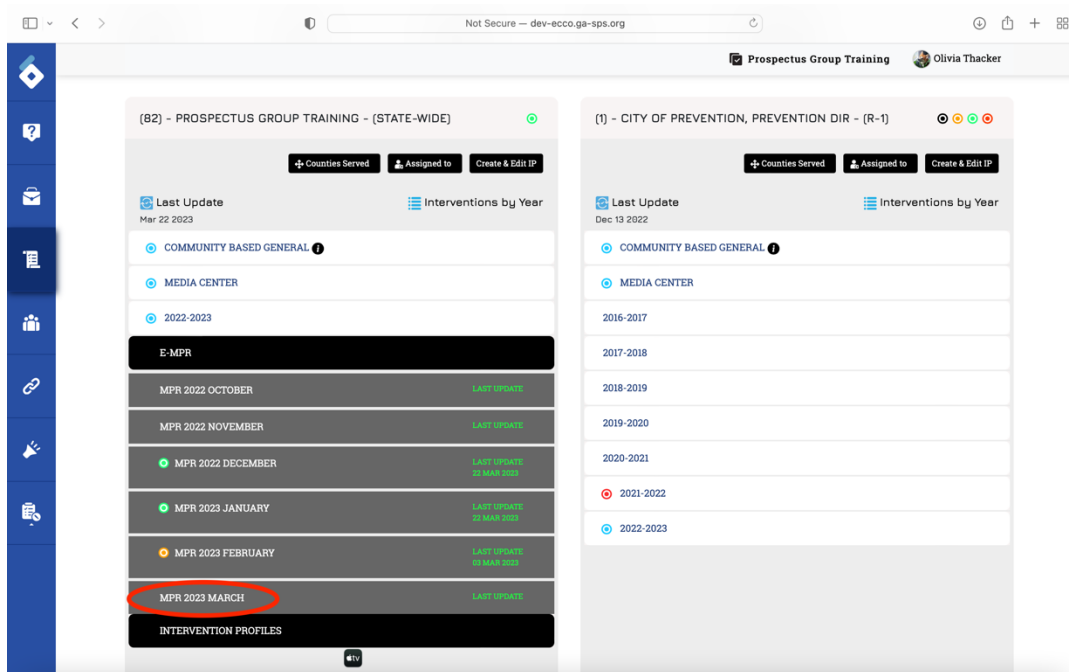 Not Secure — dev-ecco.ga-sps.org
Prospectus Group Training
Olivia Thacker
(82) - PROSPECTUS GROUP TRAINING - (STATE-WIDE)
Counties Served
Assigned to
Create & Edit IP
Last Update
Interventions by Year
Mar 22 2023
COMMUNITY BASED GENERAL
MEDIA CENTER
2022-2023
E-MPR
MPR 2022 OCTOBER LAST UPDATE
MPR 2022 NOVEMBER LAST UPDATE
MPR 2022 DECEMBER LAST UPDATE
22 MAR 2023
MPR 2023 JANUARY LAST UPDATE
22 MAR 2023
MPR 2023 FEBRUARY LAST UPDATE
03 MAR 2023
MPR 2023 MARCH LAST UPDATE
INTERVENTION PROFILES
tv
(1) - CITY OF PREVENTION, PREVENTION DIR - (R-1)
Counties Served
Assigned to
Create & Edit IP
Last Update
Interventions by Year
Dec 13 2022
COMMUNITY BASED GENERAL
MEDIA CENTER
2016-2017
2017-2018
2018-2019
2019-2020
2020-2021
2021-2022
2022-2023